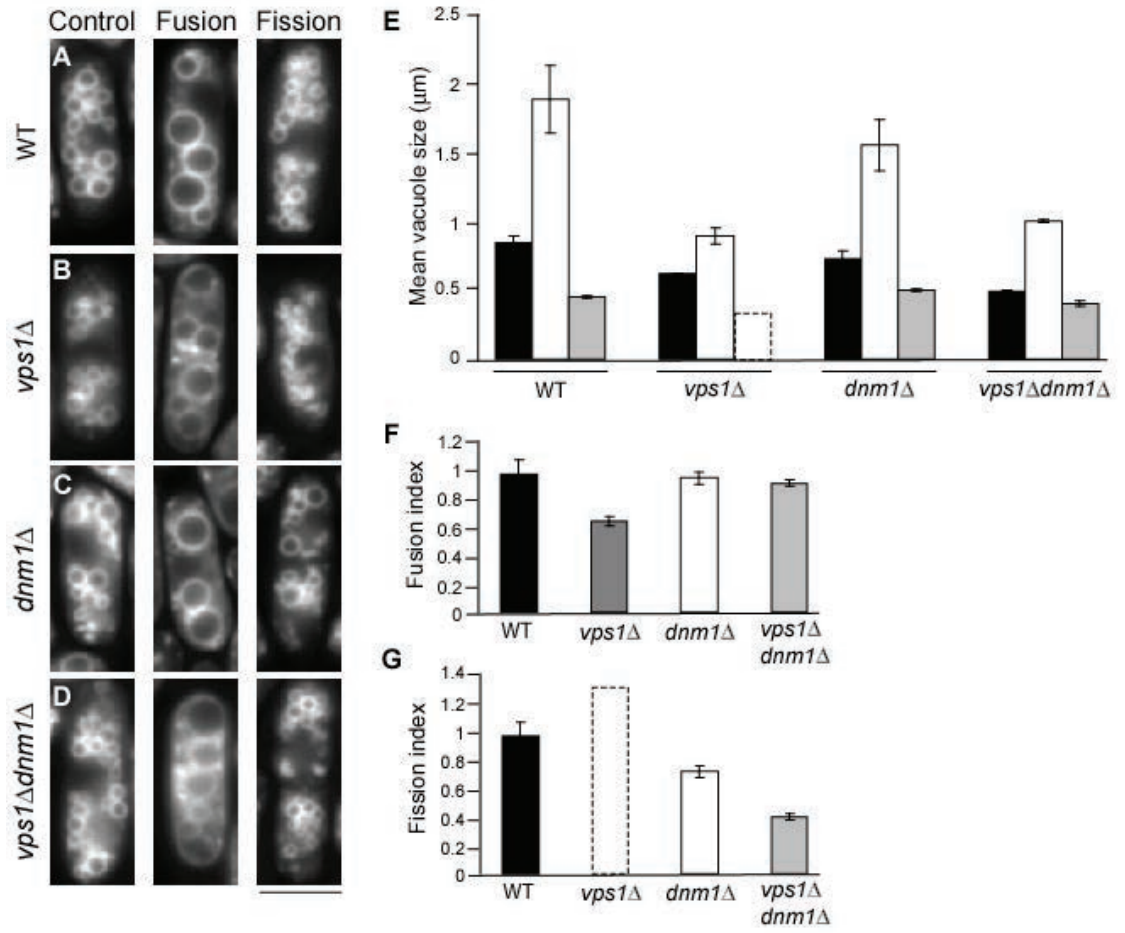 Control Fusion Fission
A
WT
B
vps1Δ
C
dnm1Δ
D
vps1Δdnm1Δ
E
Mean vacuole size (μm)
2.5
2
1.5
1
0.5
0
WT vps1Δ dnm1Δ vps1Δdnm1Δ
F
Fusion index
1.2
1
0.8
0.6
0.4
0.2
0
WT vps1Δ dnm1Δ vps1Δ
dnm1Δ
G
Fission index
1.4
1.2
1
0.8
0.6
0.4
0.2
0
WT vps1Δ dnm1Δ vps1Δ
dnm1Δ